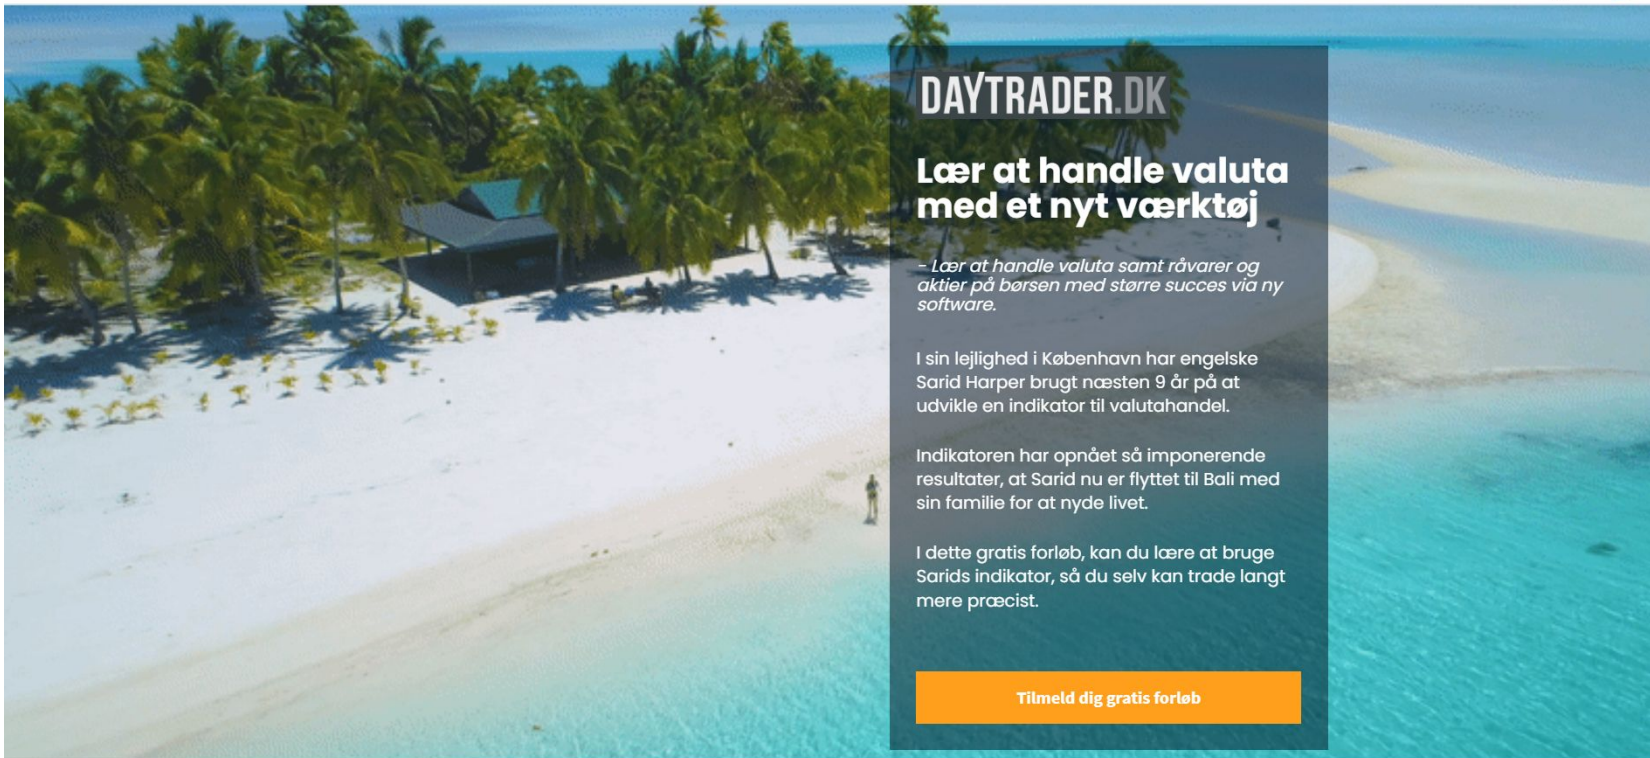 DAYTRADER.DK
Lær at handle valuta
med et nyt værktøj
- Lær at handle valuta samt råvarer og
aktier på børsen med større succes via ny
software.
I sin lejlighed i København har engelske
Sarid Harper brugt næsten 9 år på at
udvikle en indikator til valutahandel.
Indikatoren har opnået så imponerende
resultater, at Sarid nu er flyttet til Bali med
sin familie for at nyde livet.
I dette gratis forløb, kan du lære at bruge
Sarids indikator, så du selv kan trade langt
mere præcist.
Tilmeld dig gratis forløb